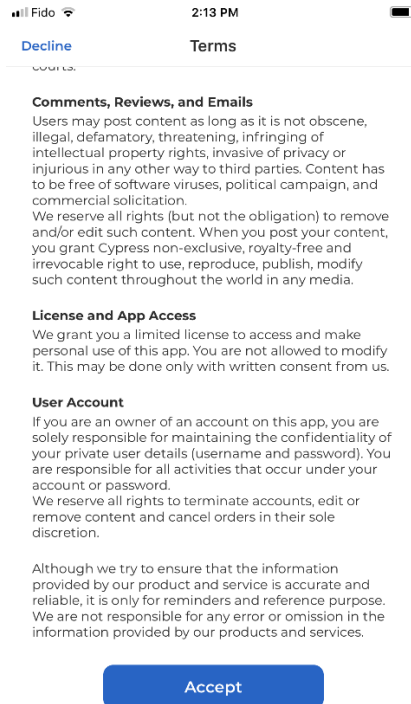 Fido
2:13 PM
Decline
Terms
courts.
Comments, Reviews, and Emails
Users may post content as long as it is not obscene,
illegal, defamatory, threatening, infringing of
intellectual property rights, invasive of privacy or
injurious in any other way to third parties. Content has
to be free of software viruses, political campaign, and
commercial solicitation.
We reserve all rights (but not the obligation) to remove
and/or edit such content. When you post your content,
you grant Cypress non-exclusive, royalty-free and
irrevocable right to use, reproduce, publish, modify
such content throughout the world in any media.
License and App Access
We grant you a limited license to access and make
personal use of this app. You are not allowed to modify
it. This may be done only with written consent from us.
User Account
If you are an owner of an account on this app, you are
solely responsible for maintaining the confidentiality of
your private user details (username and password). You
are responsible for all activities that occur under your
account or password.
We reserve all rights to terminate accounts, edit or
remove content and cancel orders in their sole
discretion.
Although we try to ensure that the information
provided by our product and service is accurate and
reliable, it is only for reminders and reference purpose.
We are not responsible for any error or omission in the
information provided by our products and services.
Accept